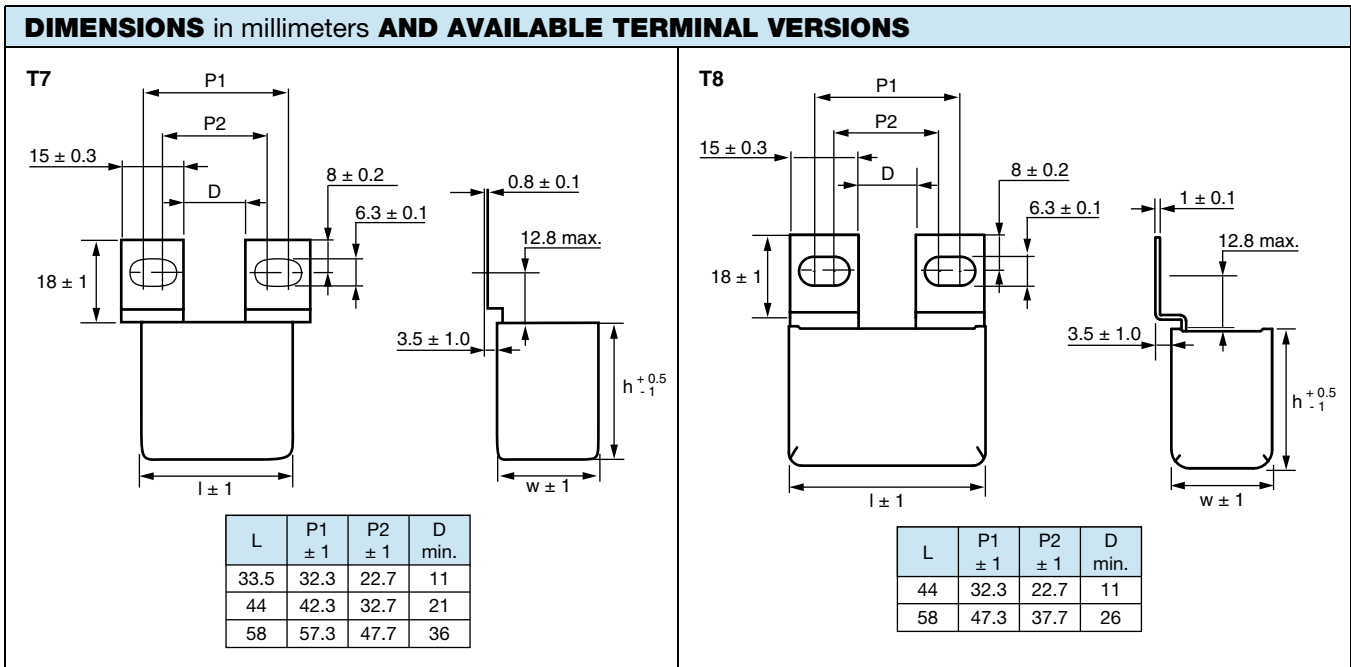 DIMENSIONS in millimeters AND AVAILABLE TERMINAL VERSIONS
T7
P1
P2
15 ± 0.3
D
8 ± 0.2
6.3 ± 0.1
18 ± 1
0.8 ± 0.1
12.8 max.
3.5 ± 1.0
h + 0.5 - 1
l ± 1
w ± 1
L P1 ± 1 P2 ± 1 D min.
33.5 32.3 22.7 11
44 42.3 32.7 21
58 57.3 47.7 36
T8
P1
P2
15 ± 0.3
D
8 ± 0.2
6.3 ± 0.1
18 ± 1
1 ± 0.1
12.8 max.
3.5 ± 1.0
h + 0.5 - 1
l ± 1
w ± 1
L P1 ± 1 P2 ± 1 D min.
44 32.3 22.7 11
58 47.3 37.7 26